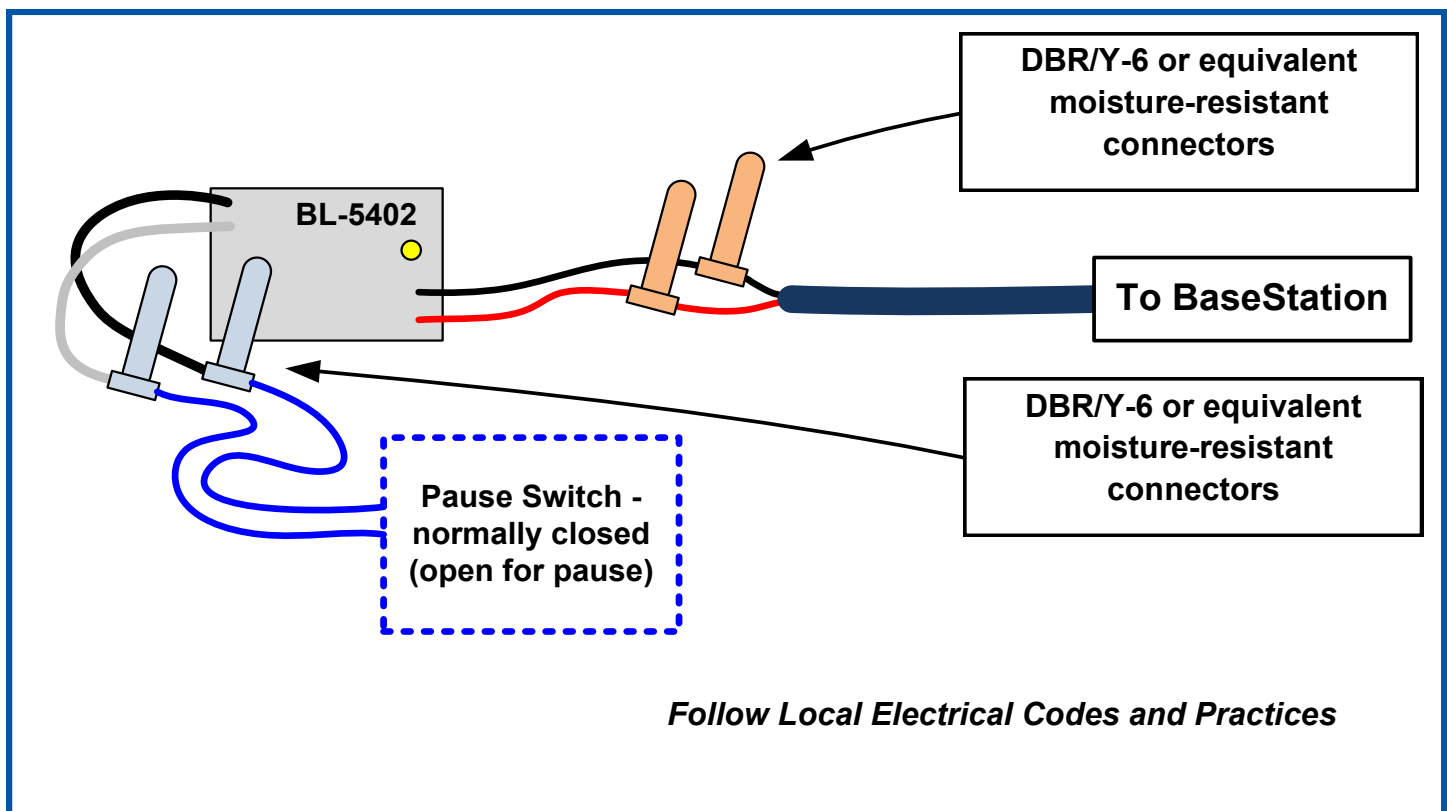 DBR/Y-6 or equivalent
moisture-resistant
connectors
BL-5402
To BaseStation
DBR/Y-6 or equivalent
moisture-resistant
connectors
Pause Switch -
normally closed
(open for pause)
Follow Local Electrical Codes and Practices